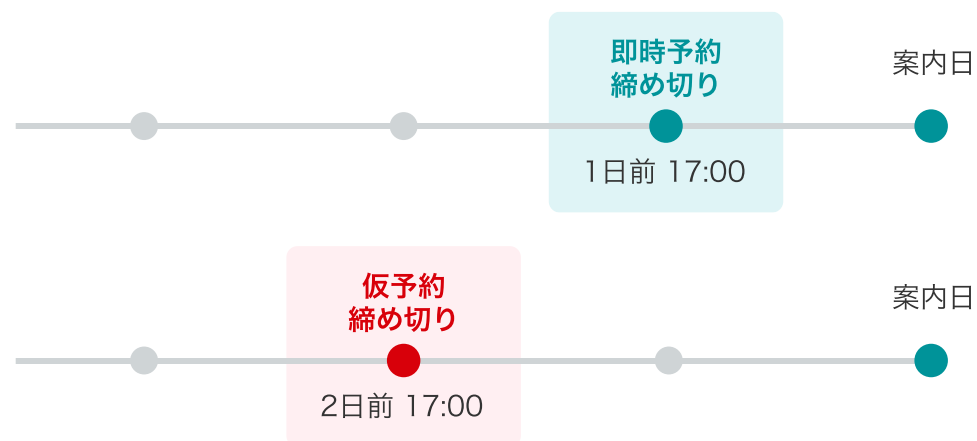 即時予約
締め切り
案内日
1日前 17:00
仮予約
締め切り
案内日
2日前 17:00